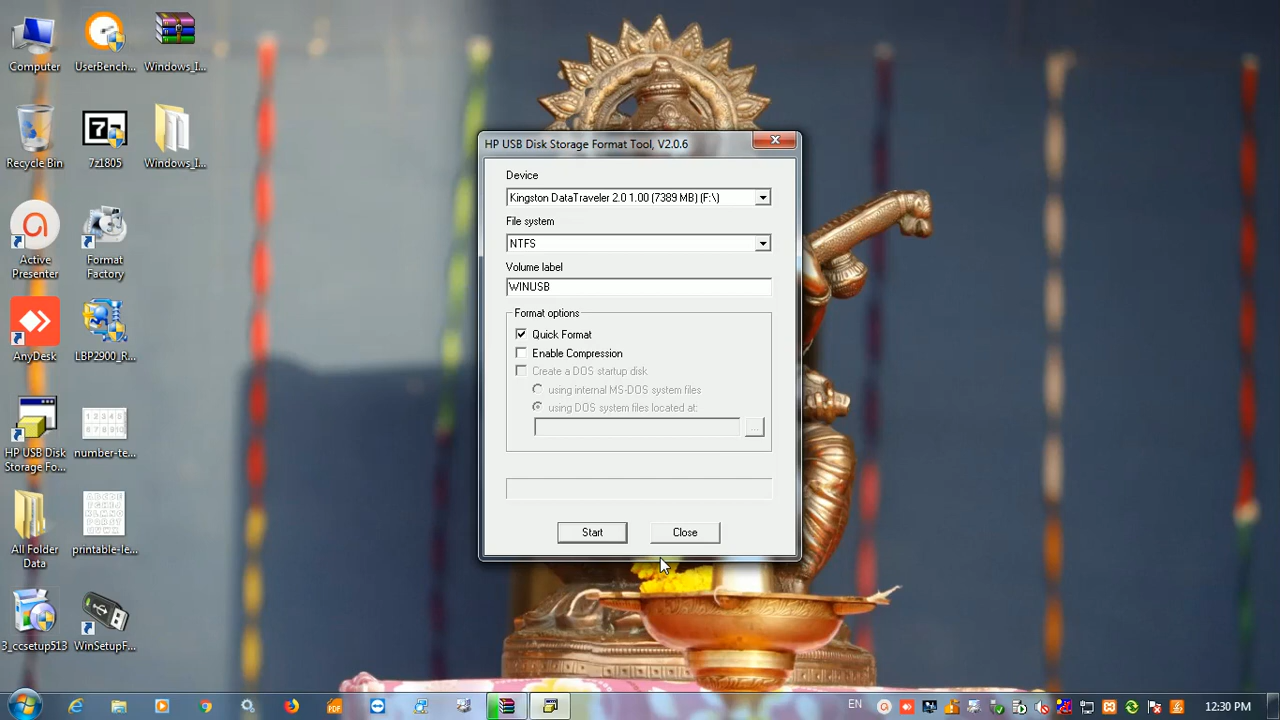 Computer
UserBench...
Windows_I...
Recycle Bin
7z1805
Windows_I...
Active
Presenter
Format
Factory
AnyDesk
LBP2900_R...
HP USB Disk
Storage Fo...
number-te...
All Folder
Data
printable-le...
3_ccsetup513
WinSetupF...
HP USB Disk Storage Format Tool, V2.0.6
Device
Kingston DataTraveler 2.0 1.00 (7389 MB) (F:\)
File system
NTFS
Volume label
WINUSB
Format options
Quick Format
Enable Compression
Create a DOS startup disk
using internal MS-DOS system files
using DOS system files located at:
...
Start
Close
EN
12:30 PM